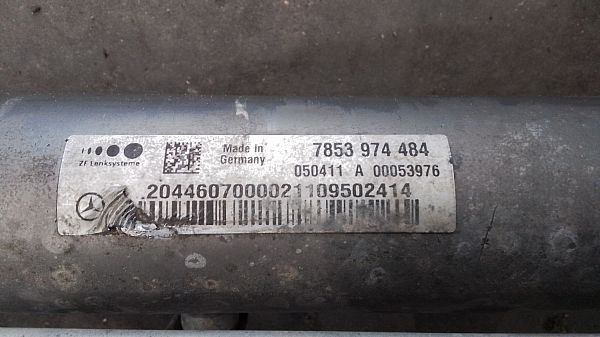 ZF Lenksysteme
Made in
Germany
7853 974 484
050411 A 00053976
.2044607000021109502414